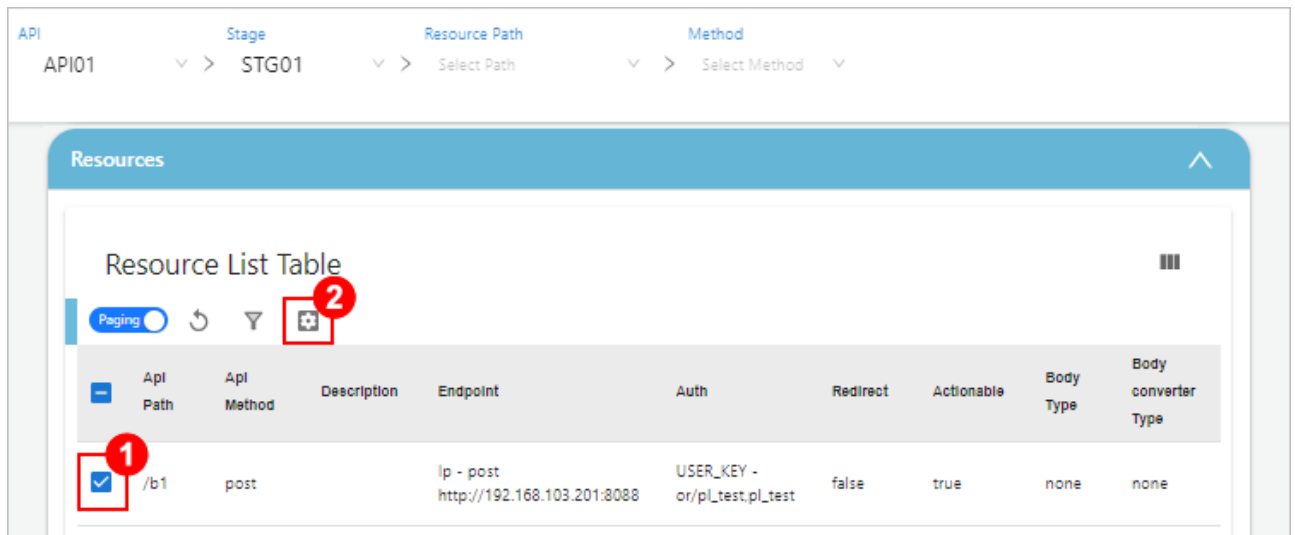 API Stage Resource Path Method
API01 > STG01 > Select Path > Select Method
Resources
Resource List Table
2
Paging
Api Path Api Method Description Endpoint Auth Redirect Actionable Body Type Body converter Type
1
/b1 post Ip - post http://192.168.103.201:8088 USER_KEY - or/pl_test,pl_test false true none none